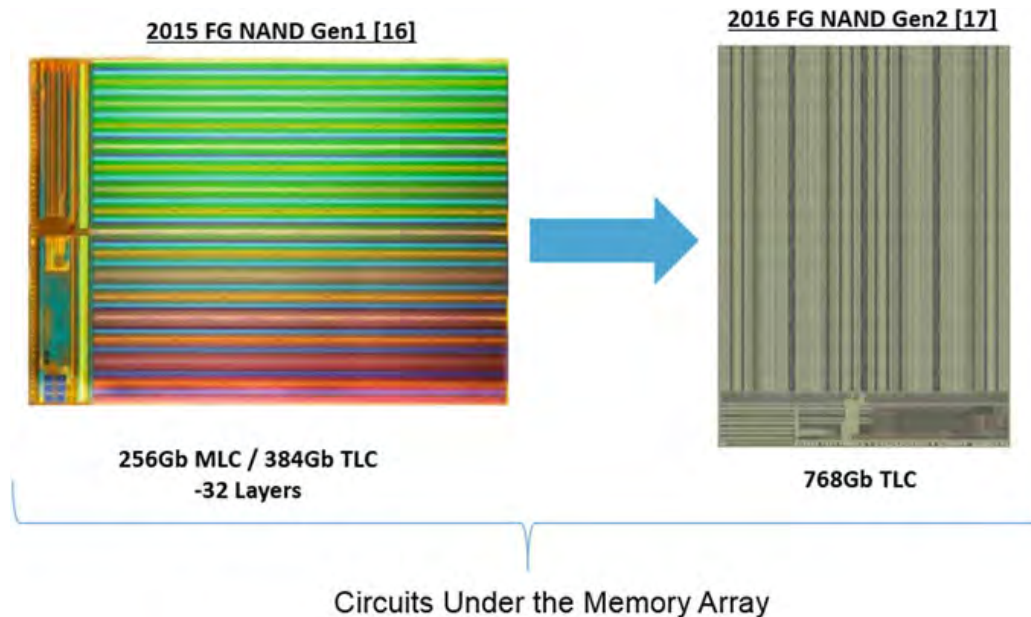 2015 FG NAND Gen1 [16]
2016 FG NAND Gen2 [17]
256Gb MLC / 384Gb TLC
-32 Layers
768Gb TLC
Circuits Under the Memory Array